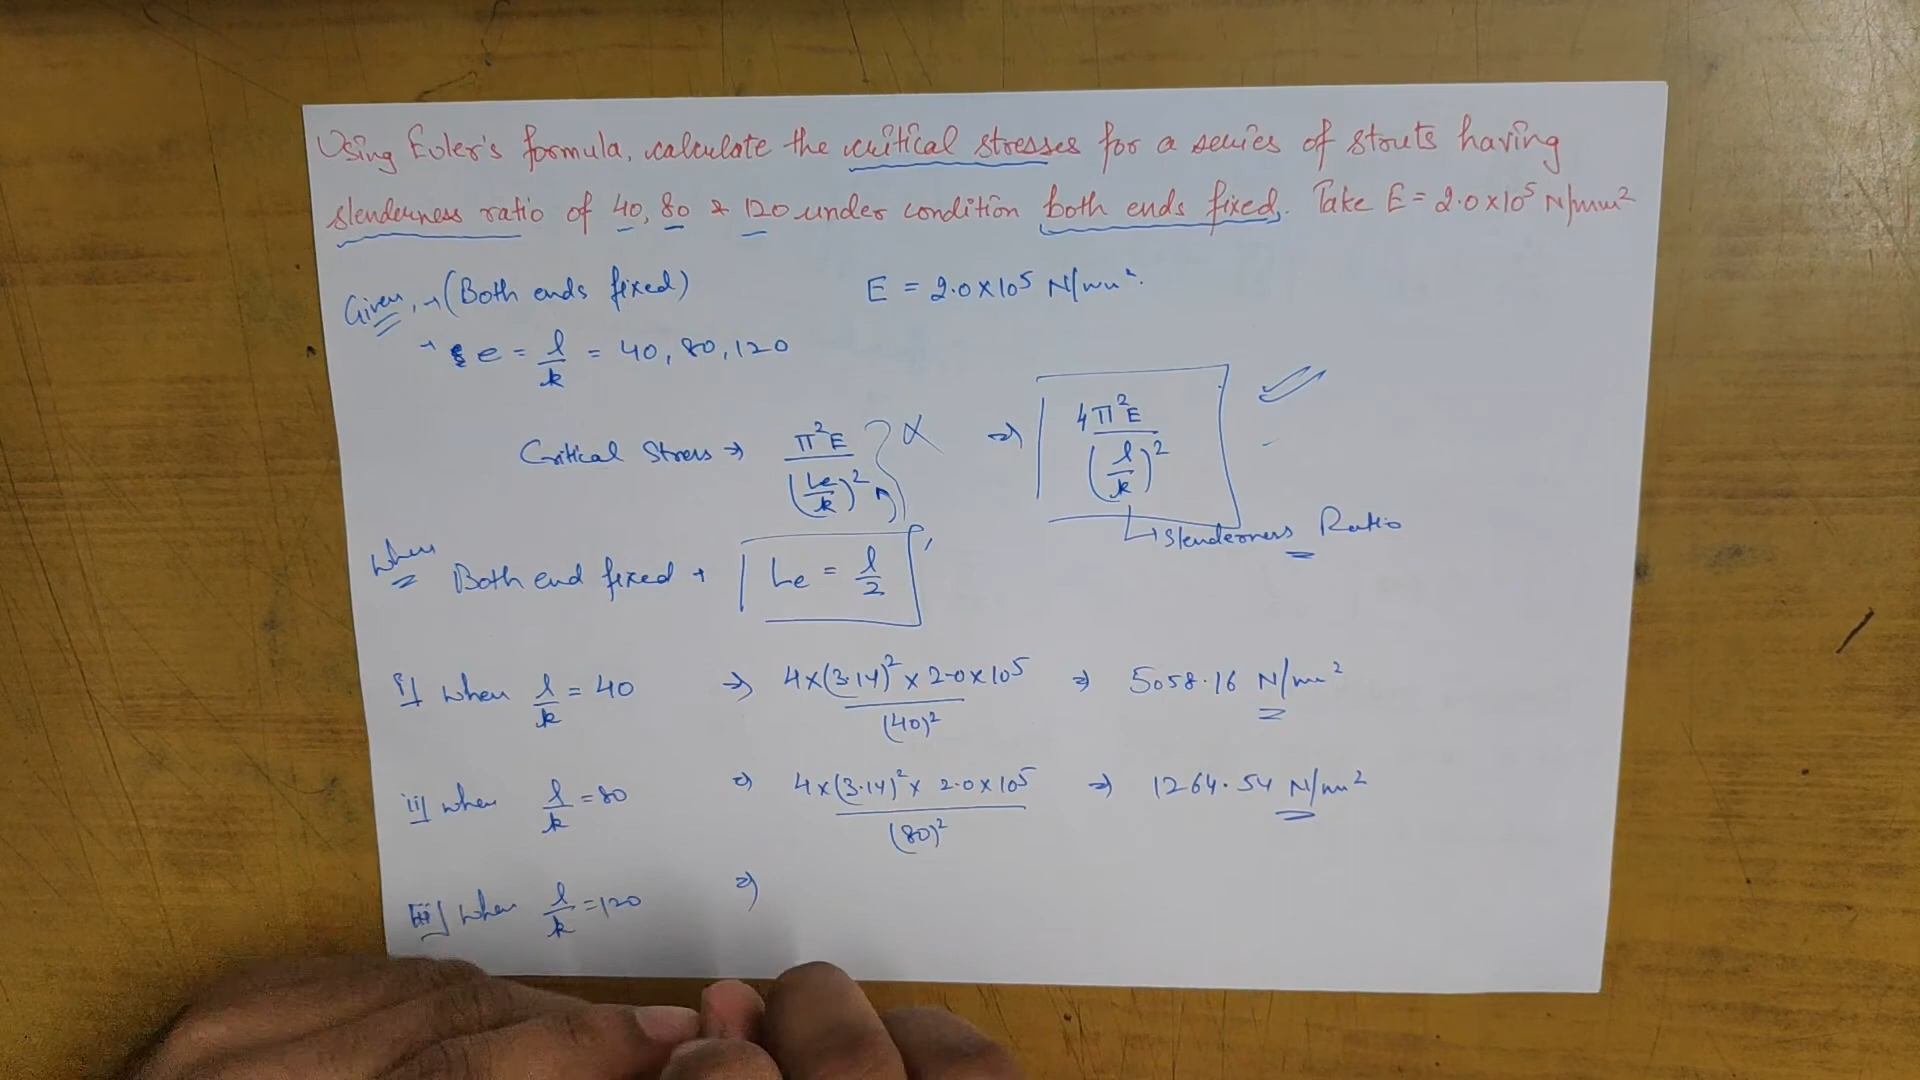 Using Euler's formula, calculate the critical stresses for a series of struts having
slenderness ratio of 40, 80 & 120 under condition both ends fixed. Take E = 2.0×10⁵ N/mm²
Given, → (Both ends fixed) E = 2.0×10⁵ N/mm².
→ e = l/k = 40, 80, 120
Critical Stress → π²E/(Le/k)² ⇒ 4π²E/(l/k)²
↳ Slenderness Ratio
when Both end fixed → Le = l/2
i] when l/k = 40 ⇒ 4×(3.14)²×2.0×10⁵/(40)² ⇒ 5058.16 N/mm²
ii] when l/k = 80 ⇒ 4×(3.14)²×2.0×10⁵/(80)² ⇒ 1264.54 N/mm²
iii] when l/k = 120 ⇒